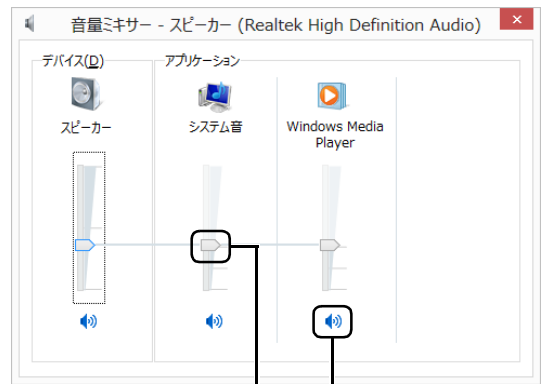 音量ミキサー - スピーカー (Realtek High Definition Audio)
デバイス(D)
アプリケーション
スピーカー
システム音
Windows Media
Player